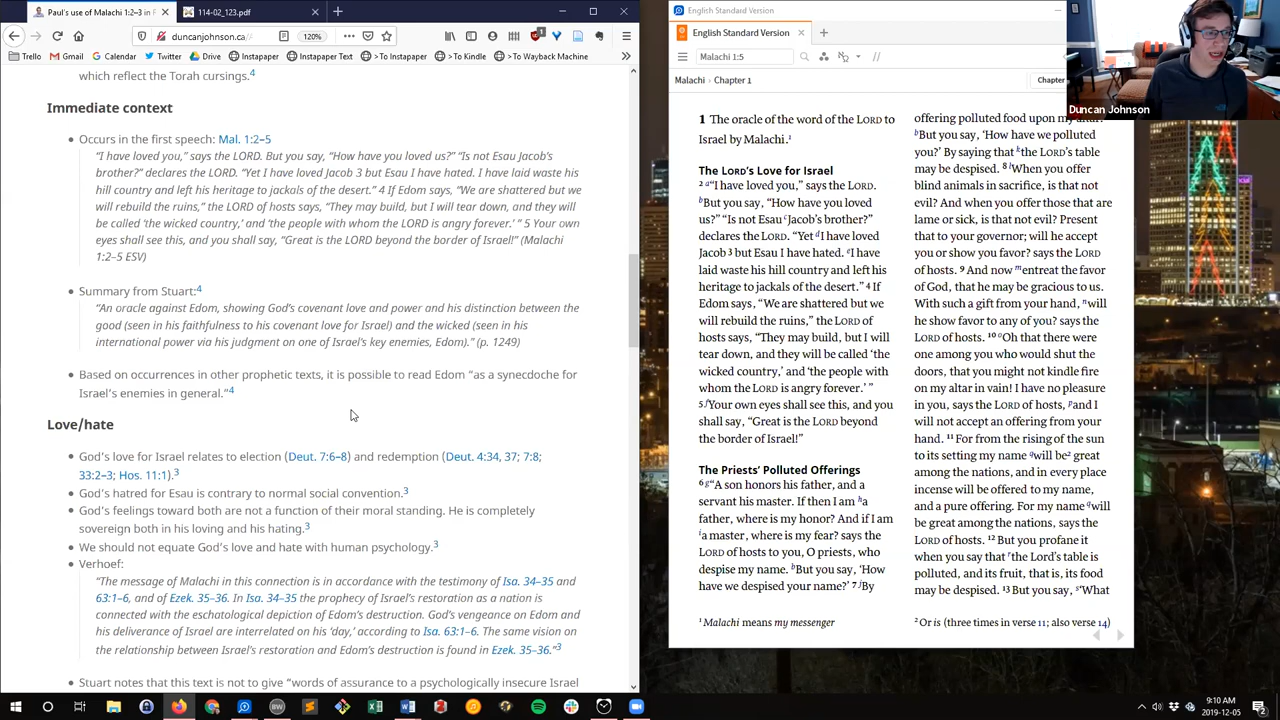 Paul's use of Malachi 1:2–3 in F
114-02_123.pdf
duncanjohnson.ca/
120%
Trello
Gmail
Calendar
Twitter
Drive
Instapaper
Instapaper Text
>To Instapaper
>To Kindle
>To Wayback Machine
which reflect the Torah cursings.4
Immediate context
Occurs in the first speech: Mal. 1:2–5
"I have loved you," says the LORD. But you say, "How have you loved us?" "Is not Esau Jacob's
brother?" declares the LORD. "Yet I have loved Jacob 3 but Esau I have hated. I have laid waste his
hill country and left his heritage to jackals of the desert." 4 If Edom says, "We are shattered but we
will rebuild the ruins," the LORD of hosts says, "They may build, but I will tear down, and they will
be called 'the wicked country,' and 'the people with whom the LORD is angry forever.'" 5 Your own
eyes shall see this, and you shall say, "Great is the LORD beyond the border of Israel!" (Malachi
1:2–5 ESV)
Summary from Stuart:4
"An oracle against Edom, showing God's covenant love and power and his distinction between the
good (seen in his faithfulness to his covenant love for Israel) and the wicked (seen in his
international power via his judgment on one of Israel's key enemies, Edom)." (p. 1249)
Based on occurrences in other prophetic texts, it is possible to read Edom "as a synecdoche for
Israel's enemies in general."4
Love/hate
God's love for Israel relates to election (Deut. 7:6–8) and redemption (Deut. 4:34, 37; 7:8;
33:2–3; Hos. 11:1).3
God's hatred for Esau is contrary to normal social convention.3
God's feelings toward both are not a function of their moral standing. He is completely
sovereign both in his loving and his hating.3
We should not equate God's love and hate with human psychology.3
Verhoef:
"The message of Malachi in this connection is in accordance with the testimony of Isa. 34–35 and
63:1–6, and of Ezek. 35–36. In Isa. 34–35 the prophecy of Israel's restoration as a nation is
connected with the eschatological depiction of Edom's destruction. God's vengeance on Edom and
his deliverance of Israel are interrelated on his 'day,' according to Isa. 63:1–6. The same vision on
the relationship between Israel's restoration and Edom's destruction is found in Ezek. 35–36."3
Stuart notes that this text is not to give "words of assurance to a psychologically insecure Israel
English Standard Version
English Standard Version
Malachi 1:5
Malachi › Chapter 1
Chapter
1 The oracle of the word of the LORD to
Israel by Malachi.1
The LORD's Love for Israel
2 a"I have loved you," says the LORD.
bBut you say, "How have you loved
us?" "Is not Esau cJacob's brother?"
declares the LORD. "Yet dI have loved
Jacob 3 but Esau I have hated. eI have
laid waste his hill country and left his
heritage to jackals of the desert." 4 If
Edom says, "We are shattered but we
will rebuild the ruins," the LORD of
hosts says, "They may build, but I will
tear down, and they will be called 'the
wicked country,' and 'the people with
whom the LORD is angry forever.' "
5 fYour own eyes shall see this, and you
shall say, "Great is the LORD beyond
the border of Israel!"
The Priests' Polluted Offerings
6 g"A son honors his father, and a
servant his master. If then I am ha
father, where is my honor? And if I am
ia master, where is my fear? says the
LORD of hosts to you, O priests, who
despise my name. bBut you say, 'How
have we despised your name?' 7 jBy
1 Malachi means my messenger
offering polluted food upon my altar.
bBut you say, 'How have we polluted
you?' By saying that kthe LORD's table
may be despised. 8 lWhen you offer
blind animals in sacrifice, is that not
evil? And when you offer those that are
lame or sick, is that not evil? Present
that to your governor; will he accept
you or show you favor? says the LORD
of hosts. 9 And now mentreat the favor
of God, that he may be gracious to us.
With such a gift from your hand, nwill
he show favor to any of you? says the
LORD of hosts. 10 oOh that there were
one among you who would shut the
doors, that you might not kindle fire
on my altar in vain! I have no pleasure
in you, says the LORD of hosts, pand I
will not accept an offering from your
hand. 11 For from the rising of the sun
to its setting my name qwill be2 great
among the nations, and in every place
incense will be offered to my name,
and a pure offering. For my name qwill
be great among the nations, says the
LORD of hosts. 12 But you profane it
when you say that rthe Lord's table is
polluted, and its fruit, that is, its food
may be despised. 13 But you say, s'What
2 Or is (three times in verse 11; also verse 14)
Duncan Johnson
9:10 AM
2019-12-05